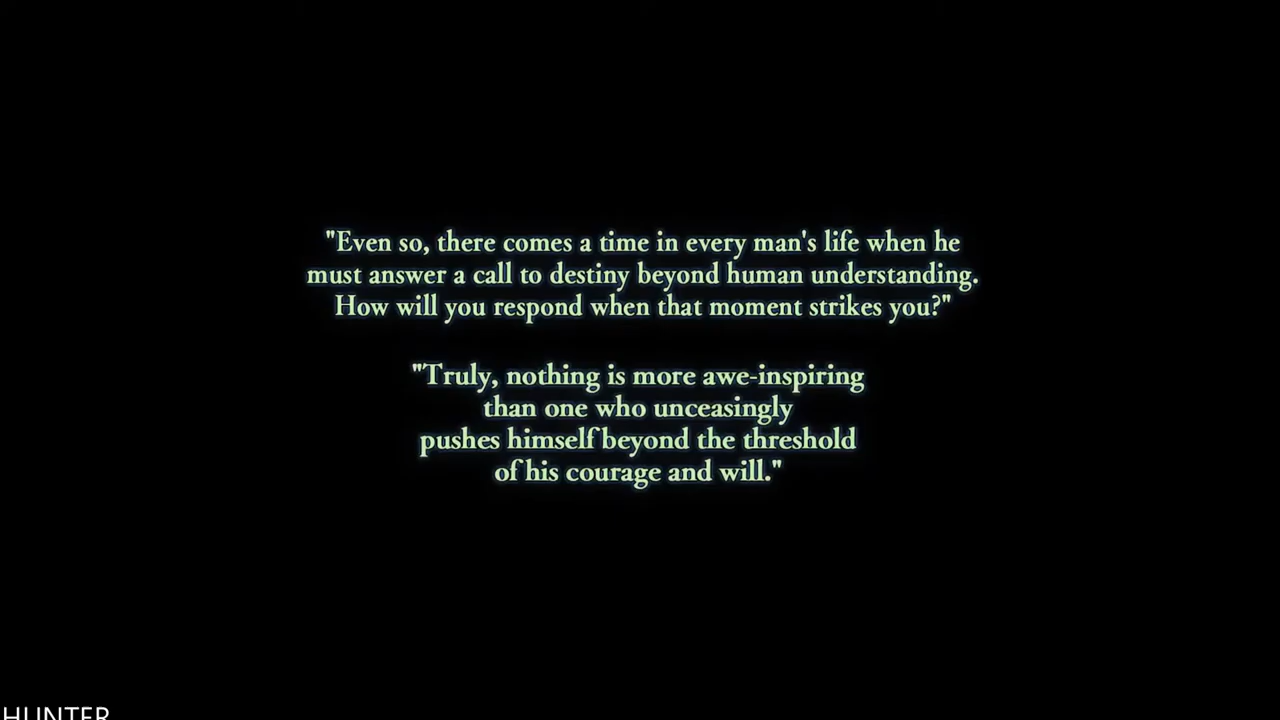 "Even so, there comes a time in every man's life when he
must answer a call to destiny beyond human understanding.
How will you respond when that moment strikes you?"
"Truly, nothing is more awe-inspiring
than one who unceasingly
pushes himself beyond the threshold
of his courage and will."
HUNTER